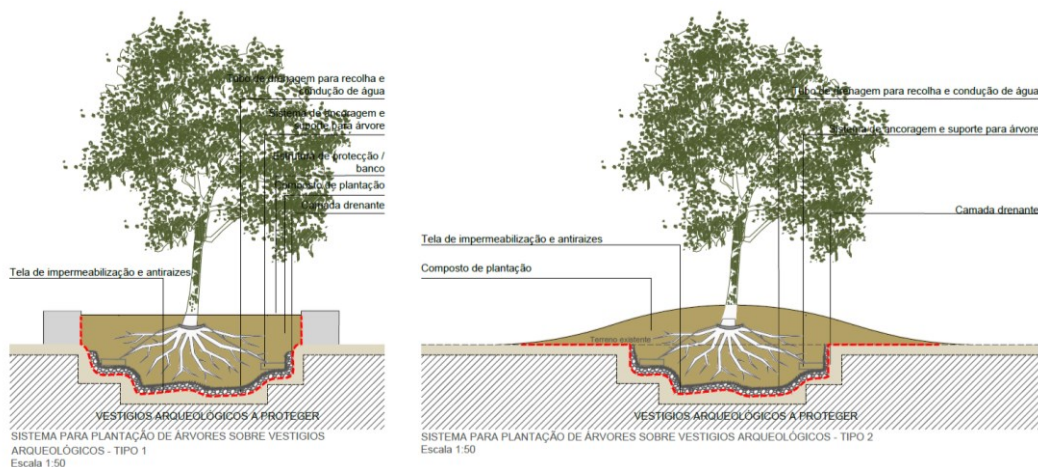 Tubo de drenagem para recolha e
condução de água
Sistema de ancoragem e
suporte para árvore
Estrutura de protecção /
banco
Composto de plantação
Camada drenante
Tela de impermeabilização e antiraizes
VESTIGIOS ARQUEOLÓGICOS A PROTEGER
SISTEMA PARA PLANTAÇÃO DE ÁRVORES SOBRE VESTIGIOS
ARQUEOLÓGICOS - TIPO 1
Escala 1:50
Tubo de drenagem para recolha e condução de água
Sistema de ancoragem e suporte para árvore
Camada drenante
Tela de impermeabilização e antiraizes
Composto de plantação
Terreno existente
VESTIGIOS ARQUEOLÓGICOS A PROTEGER
SISTEMA PARA PLANTAÇÃO DE ÁRVORES SOBRE VESTIGIOS ARQUEOLÓGICOS - TIPO 2
Escala 1:50